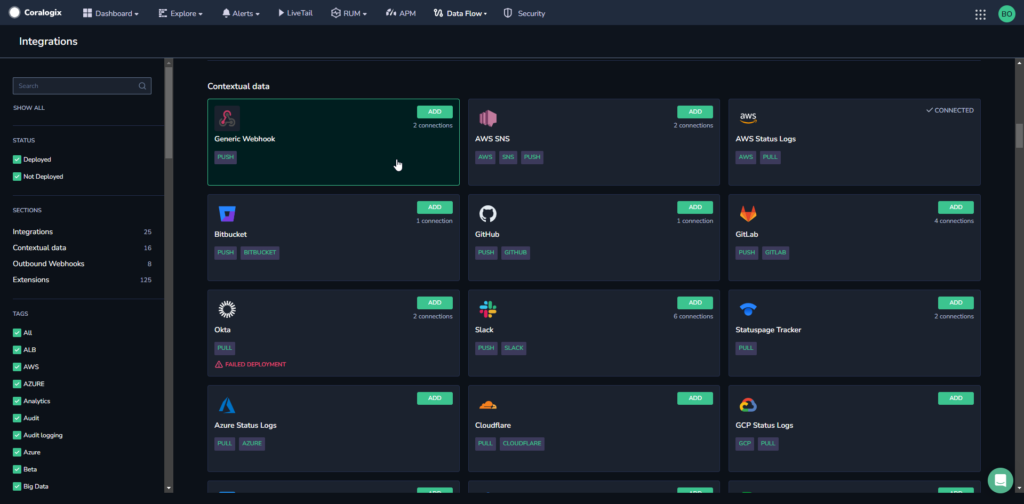 Coralogix
Dashboard
Explore
Alerts
LiveTail
RUM
APM
Data Flow
Security
BO
Integrations
Search
SHOW ALL
STATUS
Deployed
Not Deployed
SECTIONS
Integrations 25
Contextual data 16
Outbound Webhooks 8
Extensions 125
TAGS
All
ALB
AWS
AZURE
Analytics
Audit
Audit logging
Azure
Beta
Big Data
Contextual data
ADD
2 connections
Generic Webhook
PUSH
ADD
2 connections
AWS SNS
AWS SNS PUSH
CONNECTED
aws
AWS Status Logs
AWS PULL
ADD
1 connection
Bitbucket
PUSH BITBUCKET
ADD
1 connection
GitHub
PUSH GITHUB
ADD
4 connections
GitLab
PUSH GITLAB
ADD
2 connections
Okta
PULL
FAILED DEPLOYMENT
ADD
6 connections
Slack
PUSH SLACK
ADD
2 connections
Statuspage Tracker
PULL
ADD
Azure Status Logs
PULL AZURE
ADD
Cloudflare
PULL CLOUDFLARE
ADD
GCP Status Logs
GCP PULL
ADD
ADD
ADD